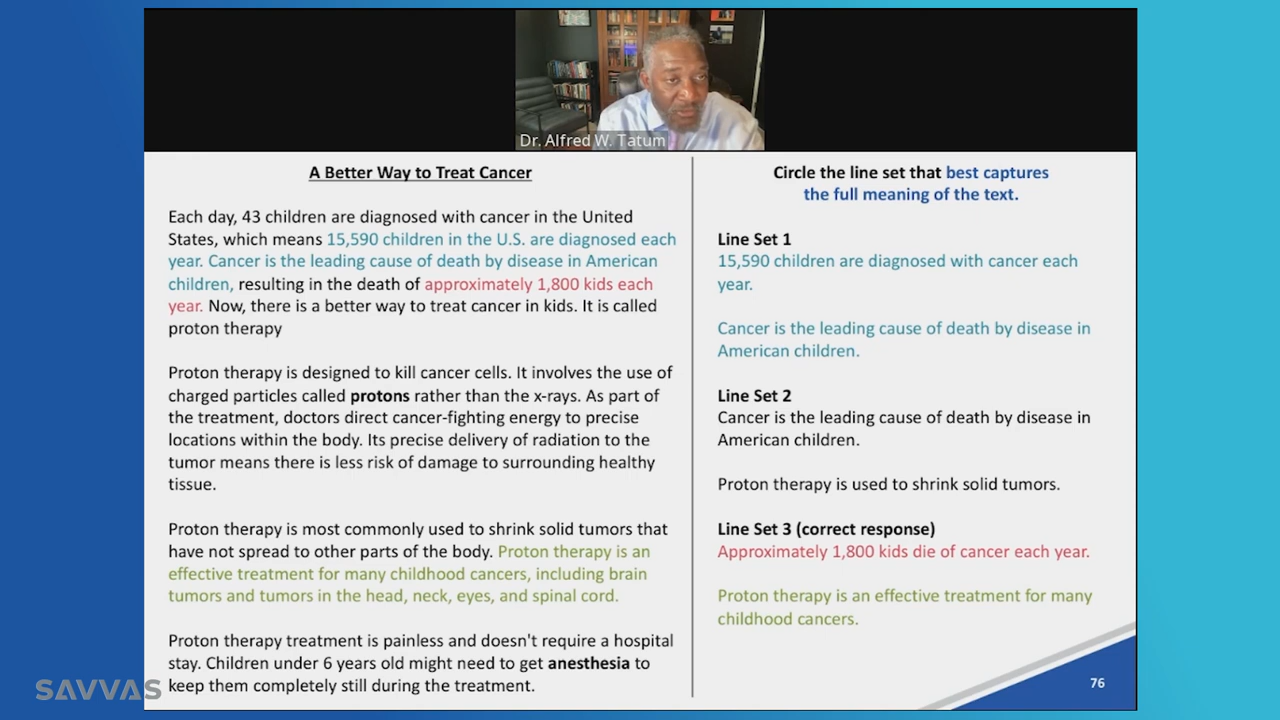 Dr. Alfred W. Tatum
A Better Way to Treat Cancer
Each day, 43 children are diagnosed with cancer in the United
States, which means 15,590 children in the U.S. are diagnosed each
year. Cancer is the leading cause of death by disease in American
children, resulting in the death of approximately 1,800 kids each
year. Now, there is a better way to treat cancer in kids. It is called
proton therapy
Proton therapy is designed to kill cancer cells. It involves the use of
charged particles called protons rather than the x-rays. As part of
the treatment, doctors direct cancer-fighting energy to precise
locations within the body. Its precise delivery of radiation to the
tumor means there is less risk of damage to surrounding healthy
tissue.
Proton therapy is most commonly used to shrink solid tumors that
have not spread to other parts of the body. Proton therapy is an
effective treatment for many childhood cancers, including brain
tumors and tumors in the head, neck, eyes, and spinal cord.
Proton therapy treatment is painless and doesn't require a hospital
stay. Children under 6 years old might need to get anesthesia to
keep them completely still during the treatment.
Circle the line set that best captures
the full meaning of the text.
Line Set 1
15,590 children are diagnosed with cancer each
year.
Cancer is the leading cause of death by disease in
American children.
Line Set 2
Cancer is the leading cause of death by disease in
American children.
Proton therapy is used to shrink solid tumors.
Line Set 3 (correct response)
Approximately 1,800 kids die of cancer each year.
Proton therapy is an effective treatment for many
childhood cancers.
76
SAVVAS